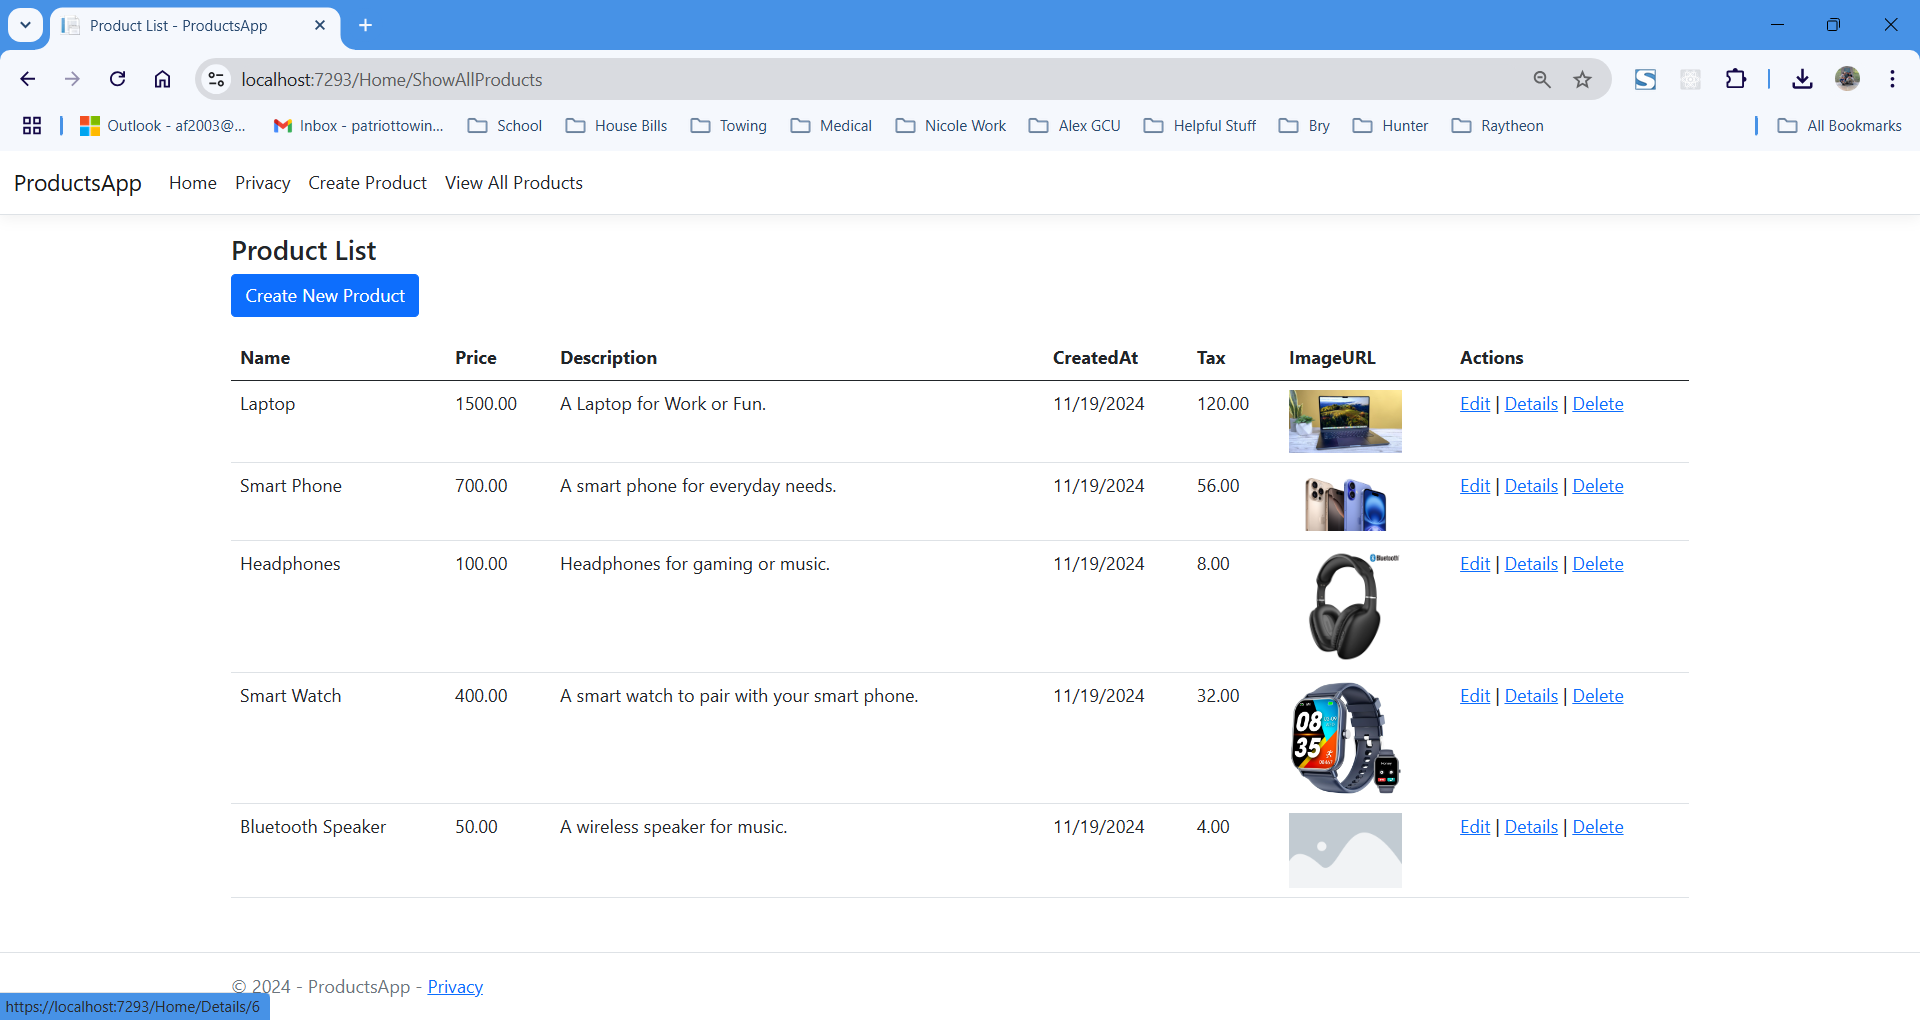 Product List - ProductsApp
localhost:7293/Home/ShowAllProducts
Outlook - af2003@... Inbox - patriottowin... School House Bills Towing Medical Nicole Work Alex GCU Helpful Stuff Bry Hunter Raytheon All Bookmarks
ProductsApp Home Privacy Create Product View All Products
Product List
Create New Product
Name Price Description CreatedAt Tax ImageURL Actions
Laptop 1500.00 A Laptop for Work or Fun. 11/19/2024 120.00 Edit | Details | Delete
Smart Phone 700.00 A smart phone for everyday needs. 11/19/2024 56.00 Edit | Details | Delete
Headphones 100.00 Headphones for gaming or music. 11/19/2024 8.00 Bluetooth Edit | Details | Delete
Smart Watch 400.00 A smart watch to pair with your smart phone. 11/19/2024 32.00 Edit | Details | Delete
08
35
Bluetooth Speaker 50.00 A wireless speaker for music. 11/19/2024 4.00 Edit | Details | Delete
© 2024 - ProductsApp - Privacy
https://localhost:7293/Home/Details/6